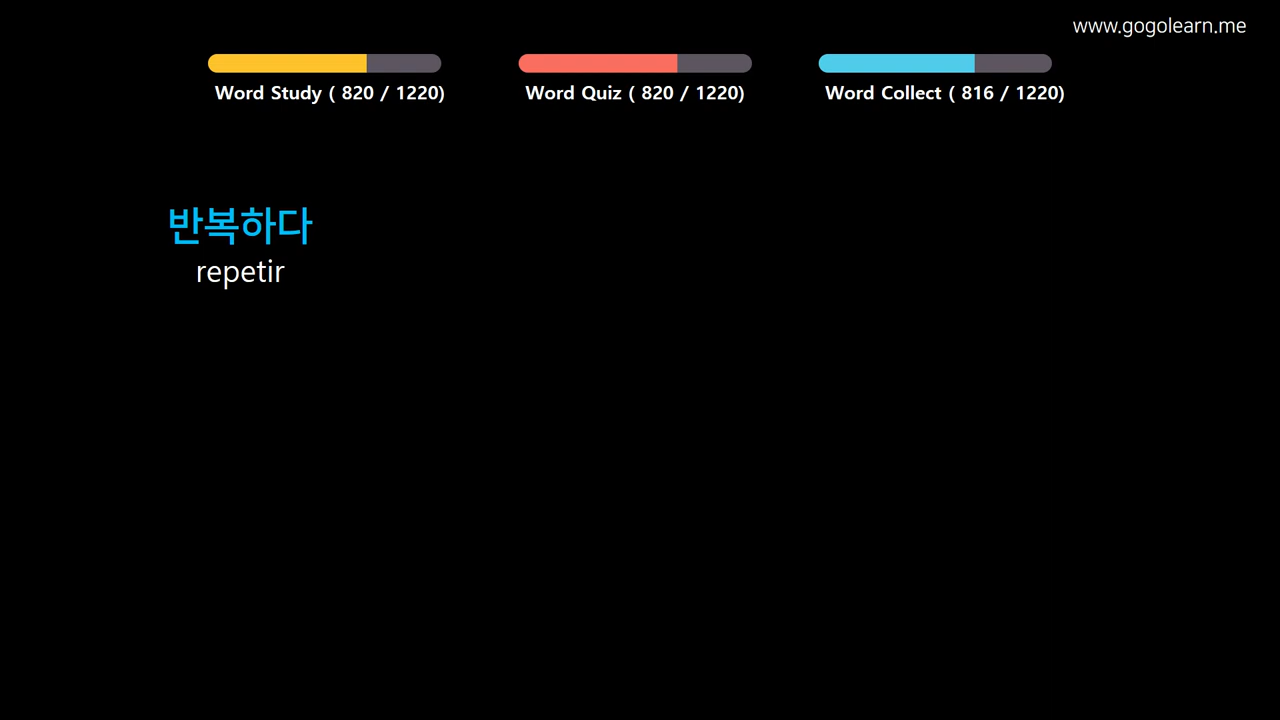 www.gogolearn.me
Word Study ( 820 / 1220)
Word Quiz ( 820 / 1220)
Word Collect ( 816 / 1220)
반복하다
repetir